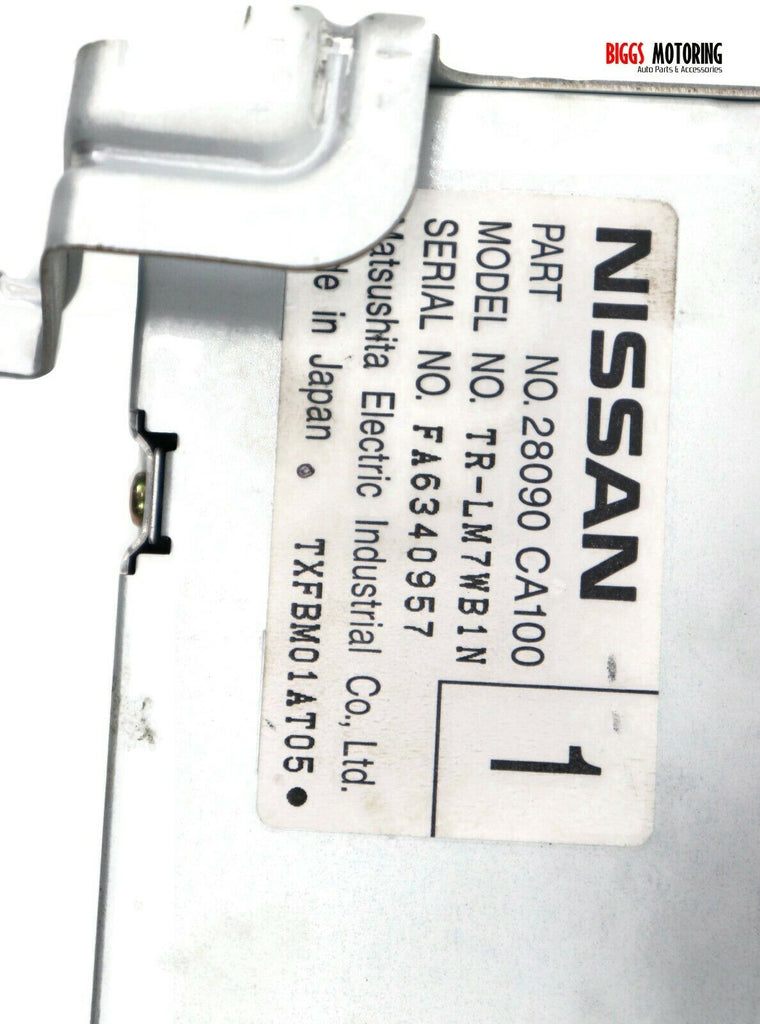 BIGGS MOTORING
Auto Parts & Accessories
NISSAN
PART NO. 28090 CA100
MODEL NO. TR-LM7WB1N
SERIAL NO. FA6340957
Matsushita Electric Industrial Co., Ltd.
in Japan
TXFBM01AT05
1